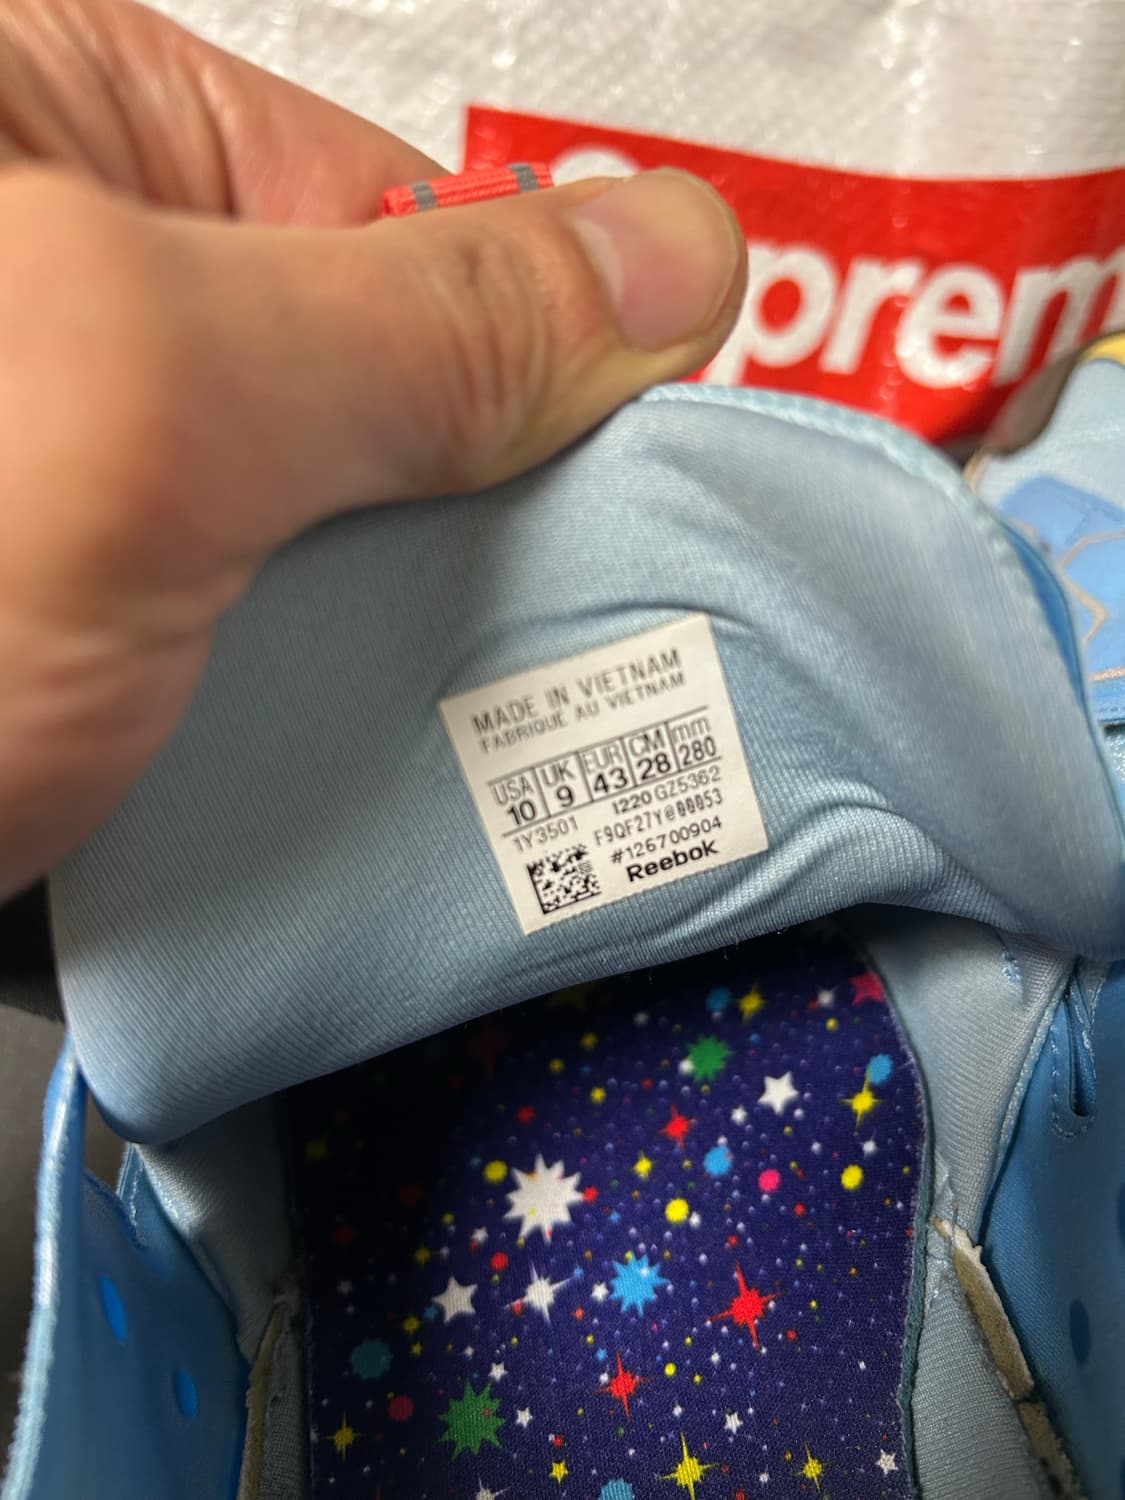 Suprem
MADE IN VIETNAM
FABRIQUE AU VIETNAM
USA UK EUR CM mm
10 9 43 28 280
1Y3501 1220 GZ5362
F9QF27Y@00053
#126700904
Reebok